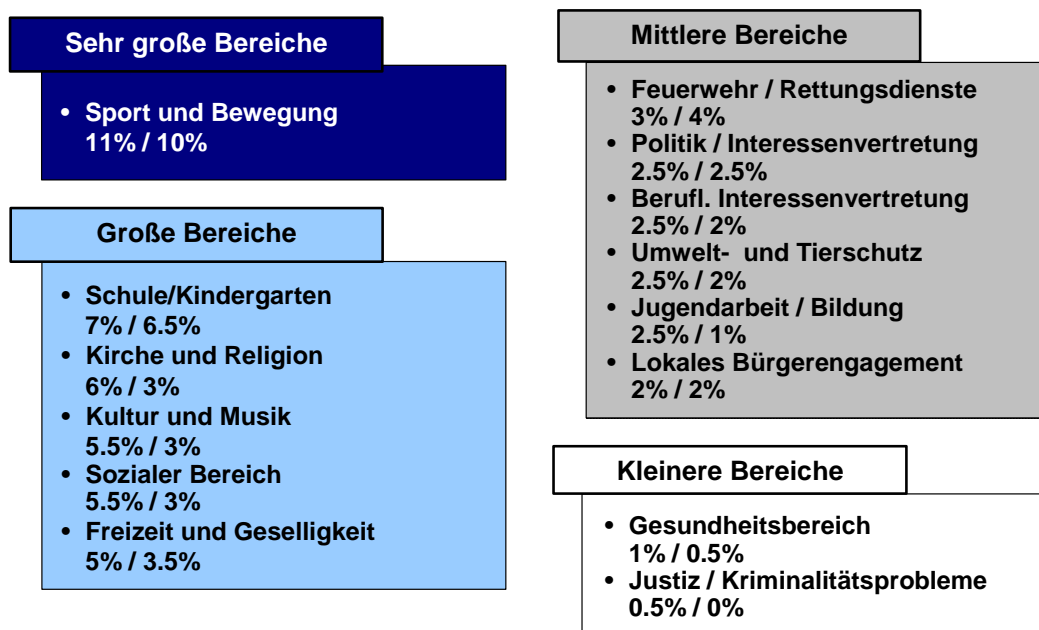 Sehr große Bereiche
• Sport und Bewegung
11% / 10%
Große Bereiche
• Schule/Kindergarten
7% / 6.5%
• Kirche und Religion
6% / 3%
• Kultur und Musik
5.5% / 3%
• Sozialer Bereich
5.5% / 3%
• Freizeit und Geselligkeit
5% / 3.5%
Mittlere Bereiche
• Feuerwehr / Rettungsdienste
3% / 4%
• Politik / Interessenvertretung
2.5% / 2.5%
• Berufl. Interessenvertretung
2.5% / 2%
• Umwelt- und Tierschutz
2.5% / 2%
• Jugendarbeit / Bildung
2.5% / 1%
• Lokales Bürgerengagement
2% / 2%
Kleinere Bereiche
• Gesundheitsbereich
1% / 0.5%
• Justiz / Kriminalitätsprobleme
0.5% / 0%